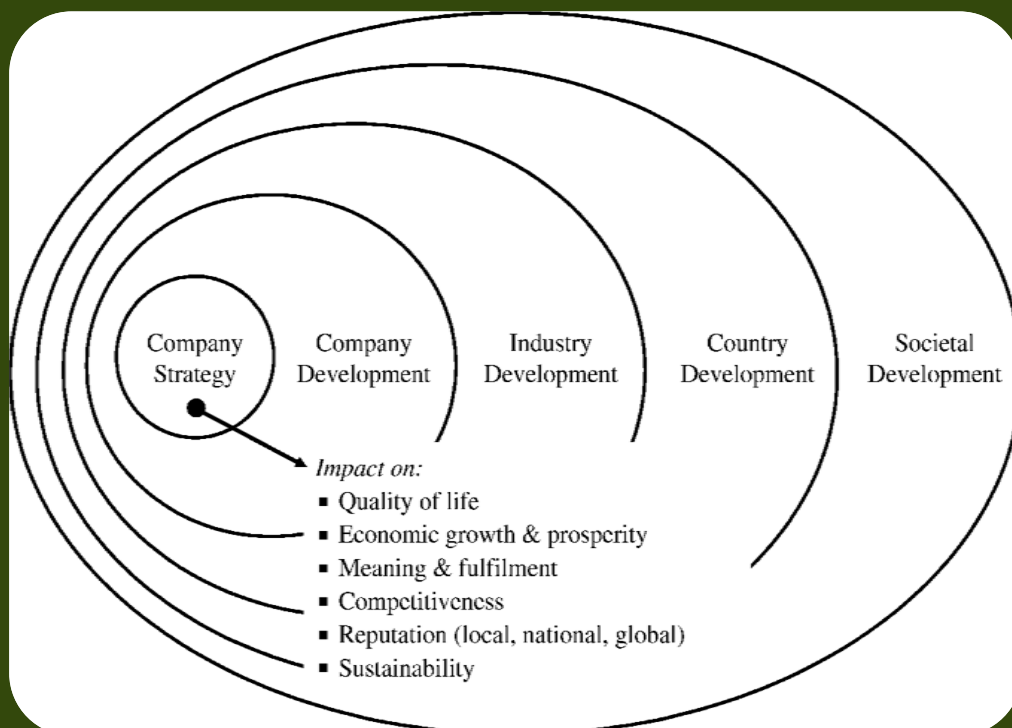 Company
Strategy
Company
Development
Industry
Development
Country
Development
Societal
Development
Impact on:
▪ Quality of life
▪ Economic growth & prosperity
▪ Meaning & fulfilment
▪ Competitiveness
▪ Reputation (local, national, global)
▪ Sustainability